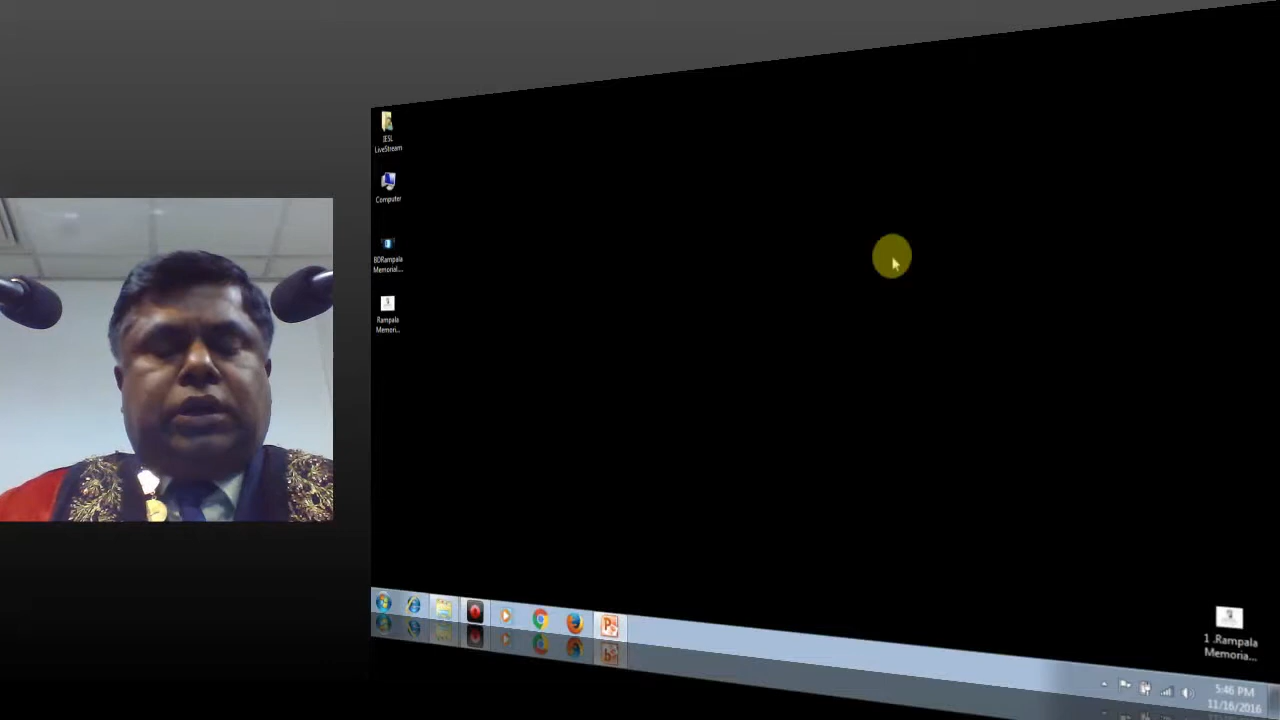 IESL
LiveStream
Computer
BDRampala
Memorial...
Rampala
Memori...
1 .Rampala
Memoria...
5:46 PM
11/16/2016